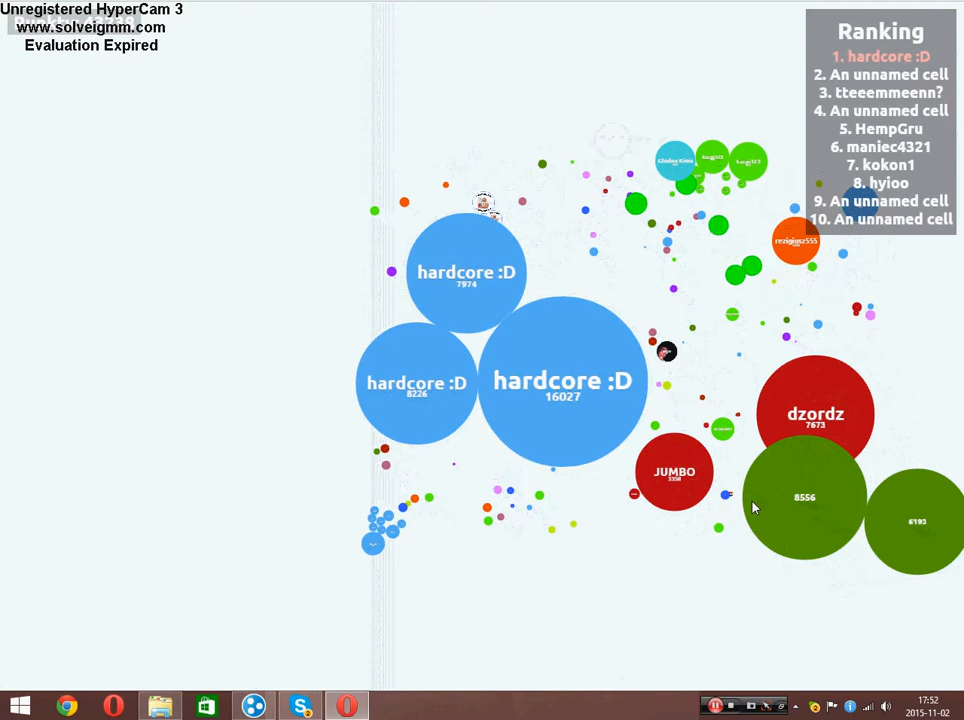 Unregistered HyperCam 3
www.solveigmm.com
Evaluation Expired
Ranking
1. hardcore :D
2. An unnamed cell
3. tteeemmeenn?
4. An unnamed cell
5. HempGru
6. maniec4321
7. kokon1
8. hyioo
9. An unnamed cell
10. An unnamed cell
rezigiusz555
hardcore :D
7974
hardcore :D
8226
hardcore :D
16027
dzordz
7673
JUMBO
3358
8556
6193
17:52
2015-11-02